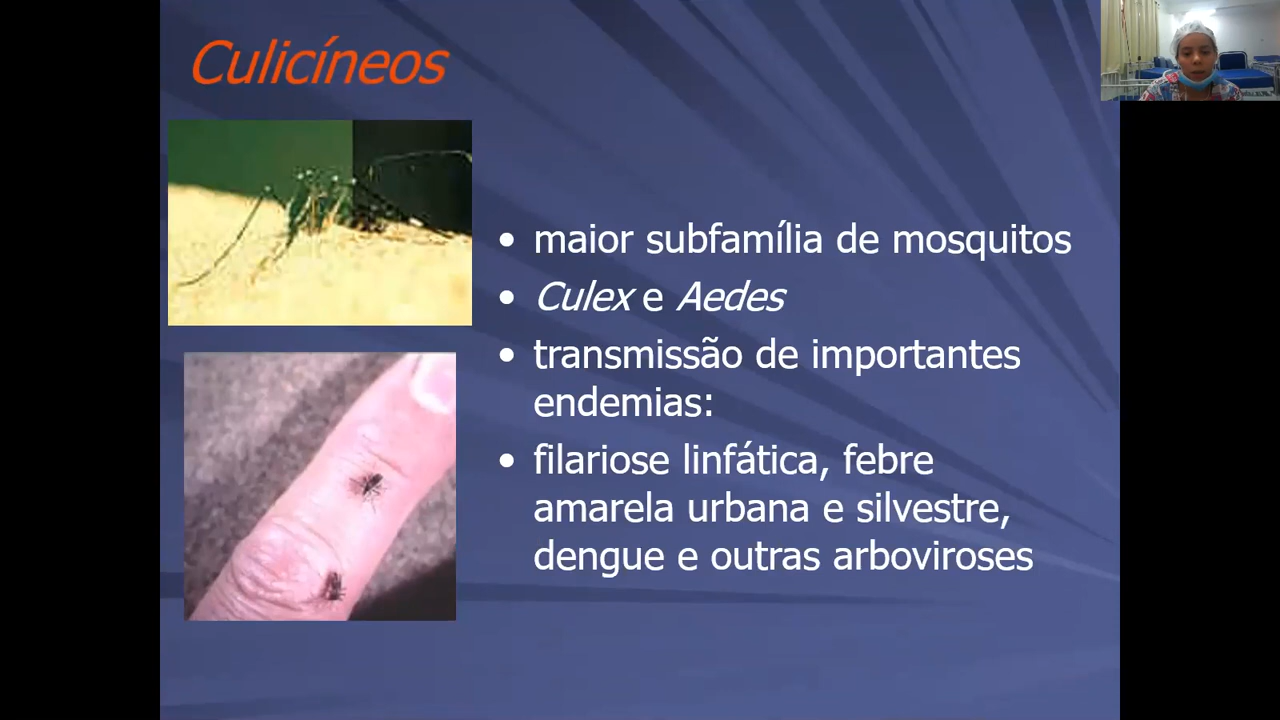 Culicíneos
• maior subfamília de mosquitos
• Culex e Aedes
• transmissão de importantes
endemias:
• filariose linfática, febre
amarela urbana e silvestre,
dengue e outras arboviroses